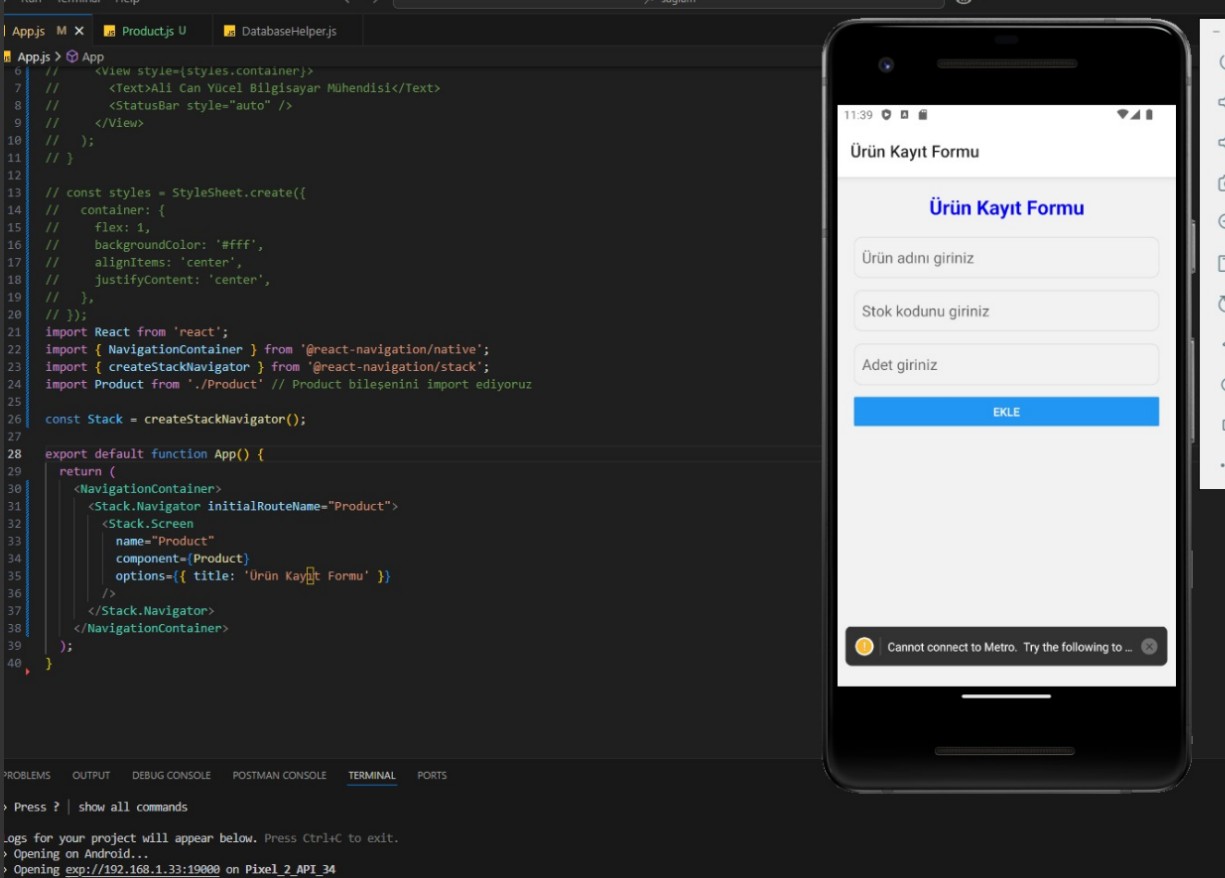 App.js M
Product.js U
DatabaseHelper.js
App.js > App
6 // <View style={styles.container}>
7 // <Text>Ali Can Yücel Bilgisayar Mühendisi</Text>
8 // <StatusBar style="auto" />
9 // </View>
10 // );
11 // }
12
13 // const styles = StyleSheet.create({
14 // container: {
15 // flex: 1,
16 // backgroundColor: '#fff',
17 // alignItems: 'center',
18 // justifyContent: 'center',
19 // },
20 // });
21 import React from 'react';
22 import { NavigationContainer } from '@react-navigation/native';
23 import { createStackNavigator } from '@react-navigation/stack';
24 import Product from './Product' // Product bileşenini import ediyoruz
25
26 const Stack = createStackNavigator();
27
28 export default function App() {
29 return (
30 <NavigationContainer>
31 <Stack.Navigator initialRouteName="Product">
32 <Stack.Screen
33 name="Product"
34 component={Product}
35 options={{ title: 'Ürün Kayıt Formu' }}
36 />
37 </Stack.Navigator>
38 </NavigationContainer>
39 );
40 }
PROBLEMS OUTPUT DEBUG CONSOLE POSTMAN CONSOLE TERMINAL PORTS
› Press ? │ show all commands
Logs for your project will appear below. Press Ctrl+C to exit.
› Opening on Android...
› Opening exp://192.168.1.33:19000 on Pixel_2_API_34
11:39
Ürün Kayıt Formu
Ürün Kayıt Formu
Ürün adını giriniz
Stok kodunu giriniz
Adet giriniz
EKLE
Cannot connect to Metro. Try the following to ...